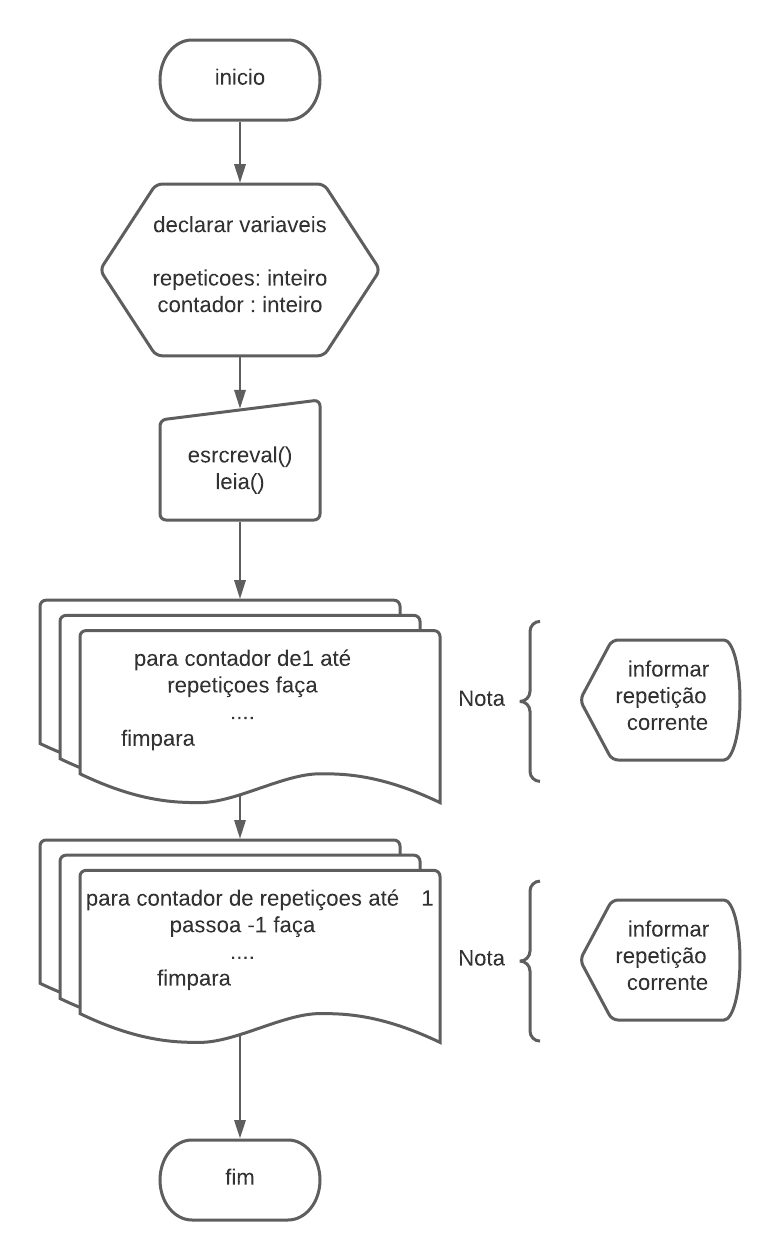 inicio
declarar variaveis
repeticoes: inteiro
contador : inteiro
esrcreval()
leia()
para contador de1 até
repetiçoes faça
....
fimpara
Nota
informar
repetição
corrente
para contador de repetiçoes até 1
passoa -1 faça
....
fimpara
Nota
informar
repetição
corrente
fim